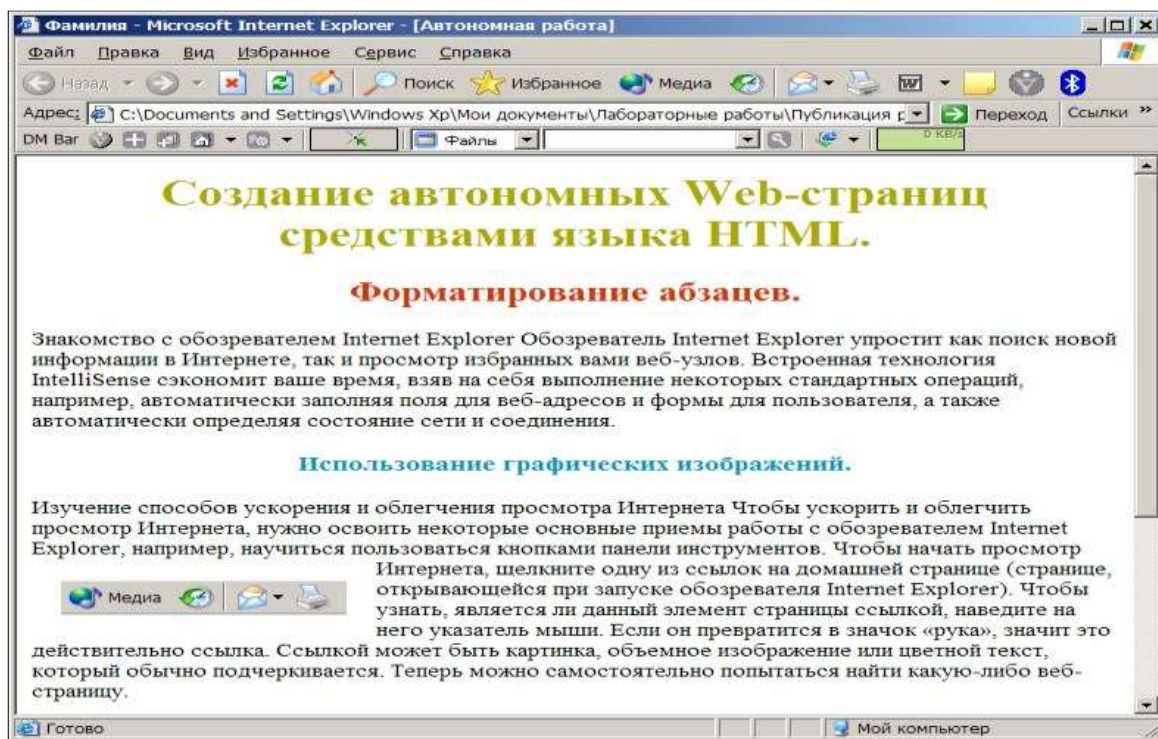 Фамилия - Microsoft Internet Explorer - [Автономная работа]
Файл Правка Вид Избранное Сервис Справка
Назад Поиск Избранное Медиа
Адрес: C:\Documents and Settings\Windows Xp\Мои документы\Лабораторные работы\Публикация р Переход Ссылки »
DM Bar Файлы 0 KB/s
Создание автономных Web-страниц
средствами языка HTML.
Форматирование абзацев.
Знакомство с обозревателем Internet Explorer Обозреватель Internet Explorer упростит как поиск новой
информации в Интернете, так и просмотр избранных вами веб-узлов. Встроенная технология
IntelliSense сэкономит ваше время, взяв на себя выполнение некоторых стандартных операций,
например, автоматически заполняя поля для веб-адресов и формы для пользователя, а также
автоматически определяя состояние сети и соединения.
Использование графических изображений.
Изучение способов ускорения и облегчения просмотра Интернета Чтобы ускорить и облегчить
просмотр Интернета, нужно освоить некоторые основные приемы работы с обозревателем Internet
Explorer, например, научиться пользоваться кнопками панели инструментов. Чтобы начать просмотр
Интернета, щелкните одну из ссылок на домашней странице (странице,
открывающейся при запуске обозревателя Internet Explorer). Чтобы
Медиа
узнать, является ли данный элемент страницы ссылкой, наведите на
него указатель мыши. Если он превратится в значок «рука», значит это
действительно ссылка. Ссылкой может быть картинка, объемное изображение или цветной текст,
который обычно подчеркивается. Теперь можно самостоятельно попытаться найти какую-либо веб-
страницу.
Готово Мой компьютер